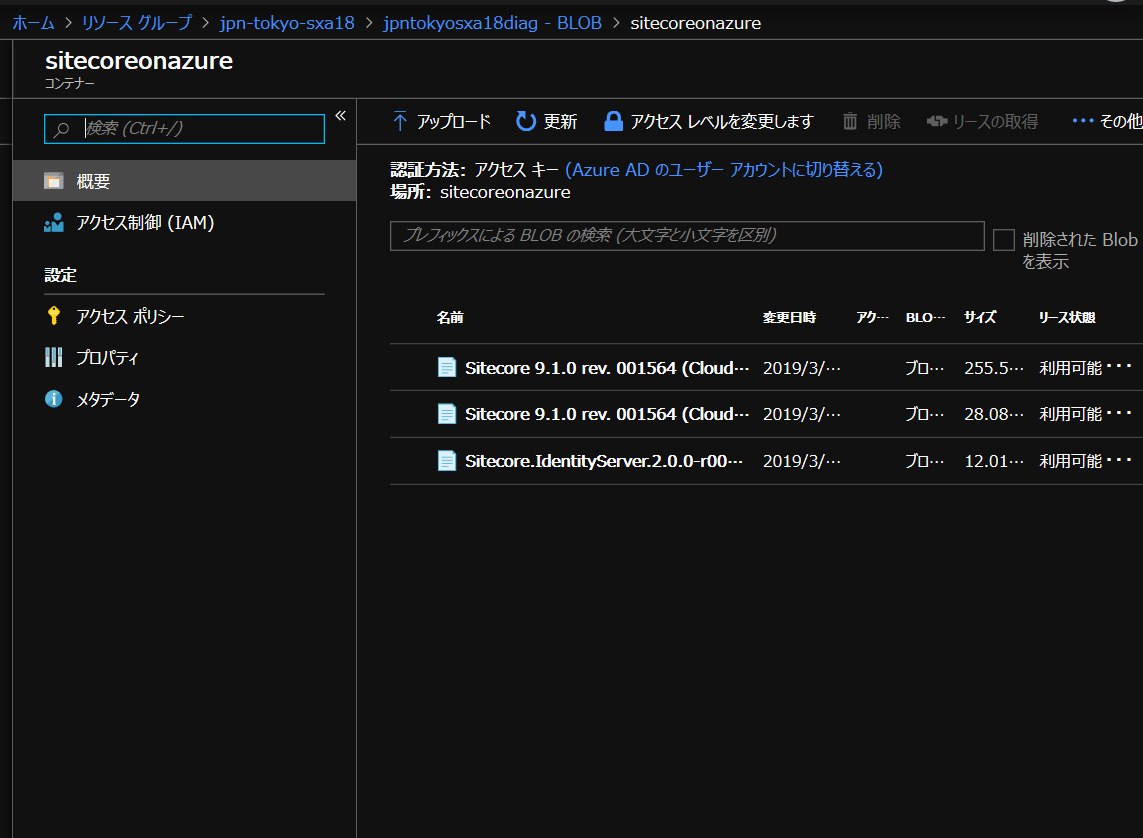 ホーム > リソース グループ > jpn-tokyo-sxa18 > jpntokyosxa18diag - BLOB > sitecoreonazure
sitecoreonazure
コンテナー
検索 (Ctrl+/)
«
概要
アクセス制御 (IAM)
設定
アクセス ポリシー
プロパティ
メタデータ
アップロード 更新 アクセス レベルを変更します 削除 リースの取得 ··· その他
認証方法: アクセス キー (Azure AD のユーザー アカウントに切り替える)
場所: sitecoreonazure
プレフィックスによる BLOB の検索 (大文字と小文字を区別)
削除された Blob
を表示
名前 変更日時 アク… BLO… サイズ リース状態
Sitecore 9.1.0 rev. 001564 (Cloud… 2019/3/… ブロ… 255.5… 利用可能 ···
Sitecore 9.1.0 rev. 001564 (Cloud… 2019/3/… ブロ… 28.08… 利用可能 ···
Sitecore.IdentityServer.2.0.0-r00… 2019/3/… ブロ… 12.01… 利用可能 ···